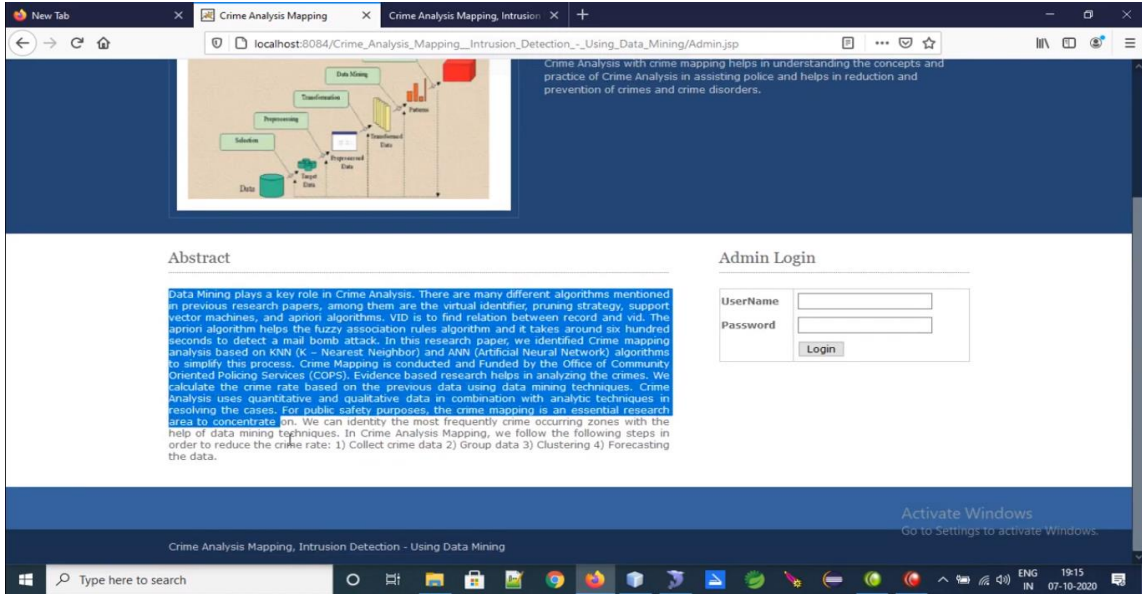 New Tab
Crime Analysis Mapping
Crime Analysis Mapping, Intrusion
localhost:8084/Crime_Analysis_Mapping__Intrusion_Detection_-_Using_Data_Mining/Admin.jsp
Crime Analysis with crime mapping helps in understanding the concepts and
practice of Crime Analysis in assisting police and helps in reduction and
prevention of crimes and crime disorders.
Data Mining
Transformation
Patterns
Preprocessing
Transformed
Data
Selection
Preprocessed
Data
Target
Data
Data
Abstract
Data Mining plays a key role in Crime Analysis. There are many different algorithms mentioned
in previous research papers, among them are the virtual identifier, pruning strategy, support
vector machines, and apriori algorithms. VID is to find relation between record and vid. The
apriori algorithm helps the fuzzy association rules algorithm and it takes around six hundred
seconds to detect a mail bomb attack. In this research paper, we identified Crime mapping
analysis based on KNN (K – Nearest Neighbor) and ANN (Artificial Neural Network) algorithms
to simplify this process. Crime Mapping is conducted and Funded by the Office of Community
Oriented Policing Services (COPS). Evidence based research helps in analyzing the crimes. We
calculate the crime rate based on the previous data using data mining techniques. Crime
Analysis uses quantitative and qualitative data in combination with analytic techniques in
resolving the cases. For public safety purposes, the crime mapping is an essential research
area to concentrate on. We can identity the most frequently crime occurring zones with the
help of data mining techniques. In Crime Analysis Mapping, we follow the following steps in
order to reduce the crime rate: 1) Collect crime data 2) Group data 3) Clustering 4) Forecasting
the data.
Admin Login
UserName
Password
Login
Activate Windows
Go to Settings to activate Windows.
Crime Analysis Mapping, Intrusion Detection - Using Data Mining
Type here to search
ENG
IN
19:15
07-10-2020